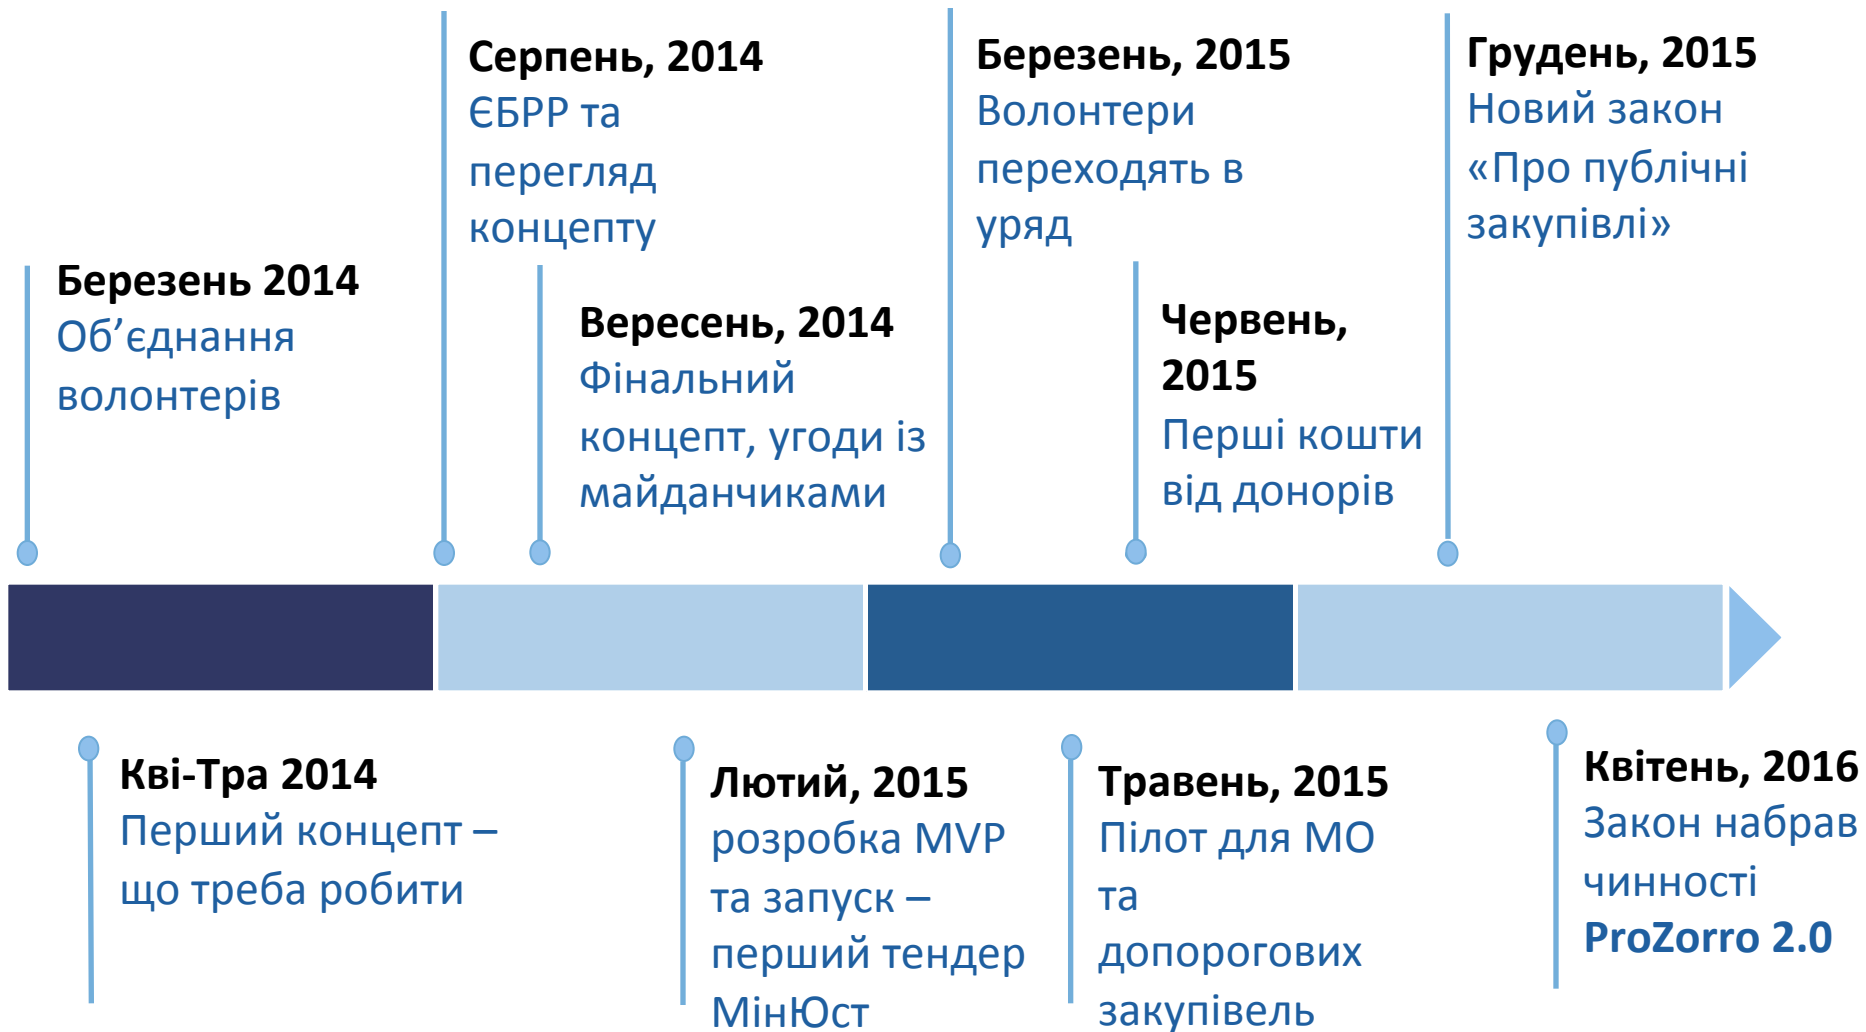 Березень 2014
Об’єднання
волонтерів
Кві-Тра 2014
Перший концепт –
що треба робити
Серпень, 2014
ЄБРР та
перегляд
концепту
Вересень, 2014
Фінальний
концепт, угоди із
майданчиками
Лютий, 2015
розробка MVP
та запуск –
перший тендер
МінЮст
Березень, 2015
Волонтери
переходять в
уряд
Травень, 2015
Пілот для МО
та
допорогових
закупівель
Червень,
2015
Перші кошти
від донорів
Грудень, 2015
Новий закон
«Про публічні
закупівлі»
Квітень, 2016
Закон набрав
чинності
ProZorro 2.0